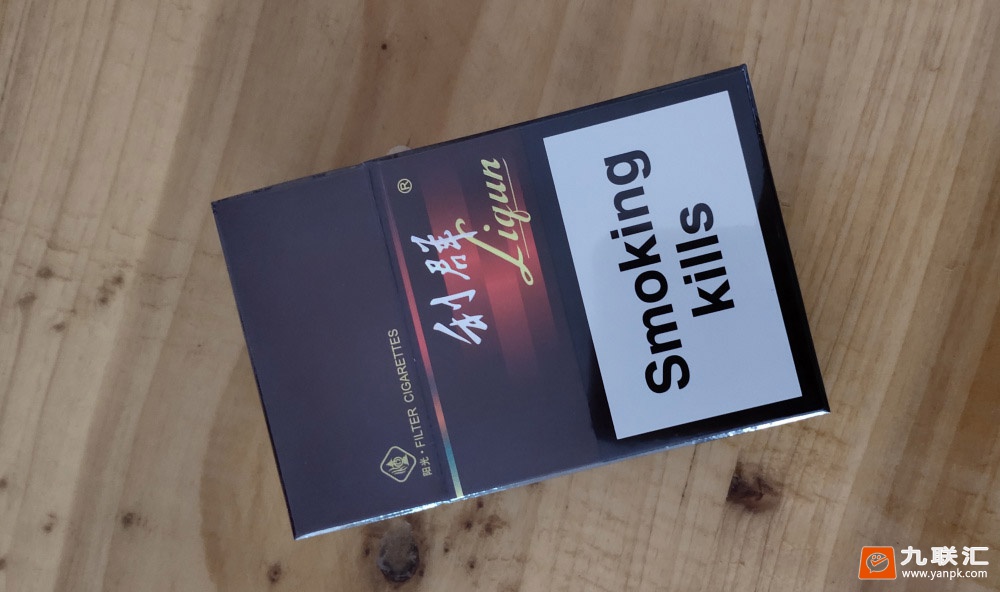 利群
®
Liqun
阳光·FILTER CIGARETTES
Smoking
kills
九联汇
www.yanpk.com